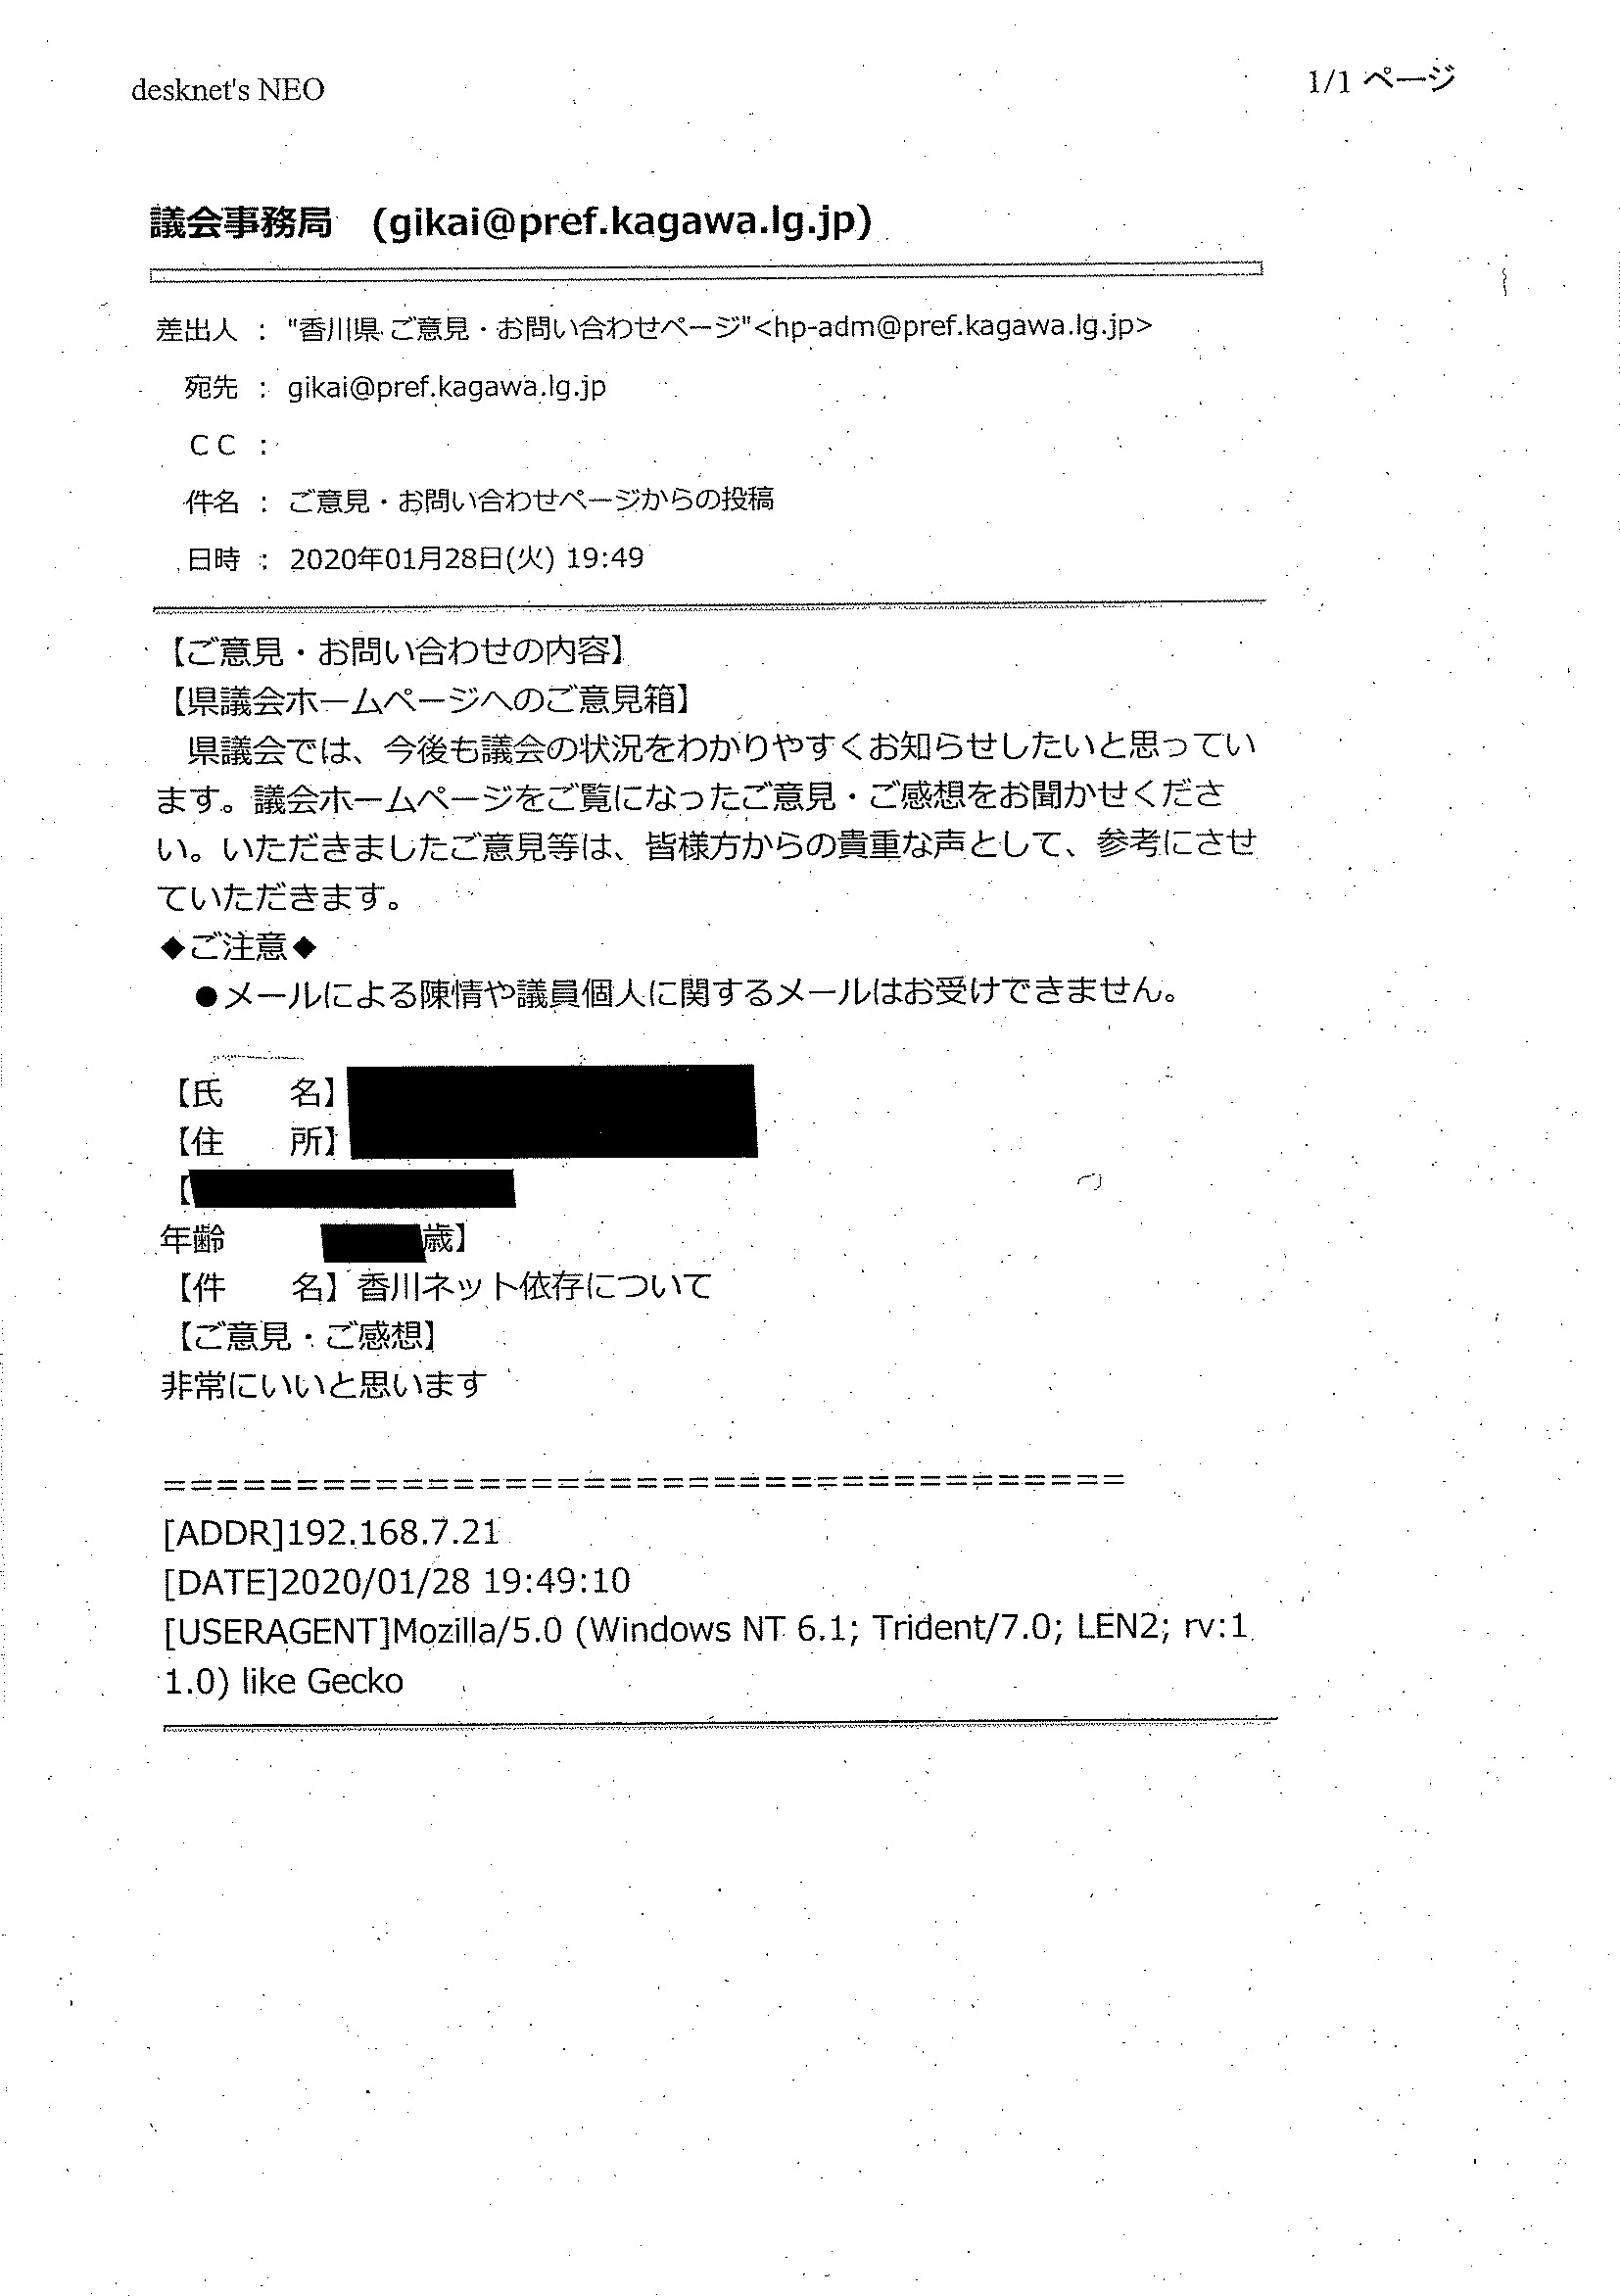 desknet's NEO
1/1 ページ
議会事務局　(gikai@pref.kagawa.lg.jp)
差出人 : "香川県 ご意見・お問い合わせページ"<hp-adm@pref.kagawa.lg.jp>
宛先 : gikai@pref.kagawa.lg.jp
ＣＣ :
件名 : ご意見・お問い合わせページからの投稿
日時 : 2020年01月28日(火) 19:49
【ご意見・お問い合わせの内容】
【県議会ホームページへのご意見箱】
　県議会では、今後も議会の状況をわかりやすくお知らせしたいと思ってい
ます。議会ホームページをご覧になったご意見・ご感想をお聞かせくださ
い。いただきましたご意見等は、皆様方からの貴重な声として、参考にさせ
ていただきます。
◆ご注意◆
　●メールによる陳情や議員個人に関するメールはお受けできません。
【氏　　名】
【住　　所】
【
年齢　　　歳】
【件　　名】香川ネット依存について
【ご意見・ご感想】
非常にいいと思います
=====================================
[ADDR]192.168.7.21
[DATE]2020/01/28 19:49:10
[USERAGENT]Mozilla/5.0 (Windows NT 6.1; Trident/7.0; LEN2; rv:1
1.0) like Gecko